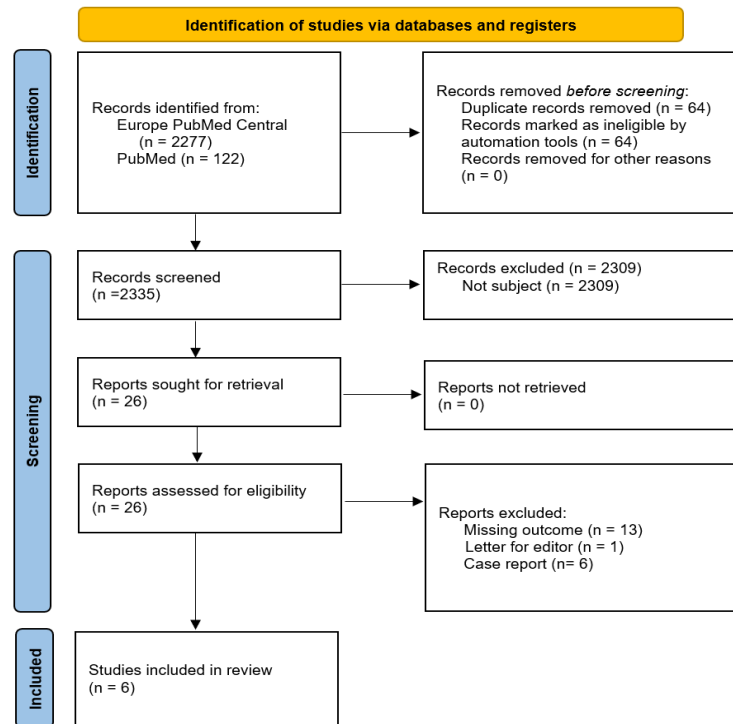 Identification of studies via databases and registers
Identification
Records identified from:
Europe PubMed Central
(n = 2277)
PubMed (n = 122)
Records removed before screening:
Duplicate records removed (n = 64)
Records marked as ineligible by
automation tools (n = 64)
Records removed for other reasons
(n = 0)
Screening
Records screened
(n =2335)
Records excluded (n = 2309)
Not subject (n = 2309)
Reports sought for retrieval
(n = 26)
Reports not retrieved
(n = 0)
Reports assessed for eligibility
(n = 26)
Reports excluded:
Missing outcome (n = 13)
Letter for editor (n = 1)
Case report (n= 6)
Included
Studies included in review
(n = 6)